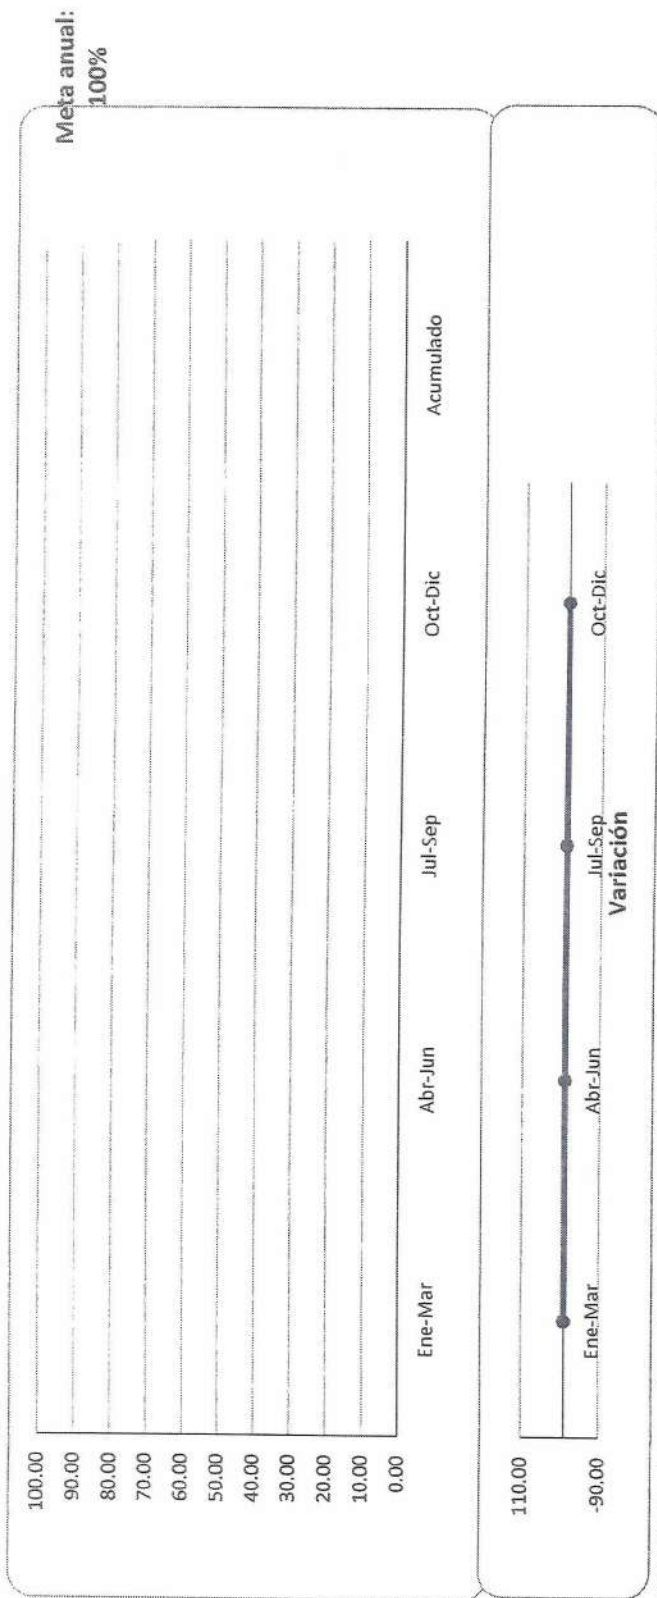 Meta anual:
100%
100.00
90.00
80.00
70.00
60.00
50.00
40.00
30.00
20.00
10.00
0.00
Ene-Mar
Abr-Jun
Jul-Sep
Oct-Dic
Acumulado
110.00
-90.00
Ene-Mar
Abr-Jun
Jul-Sep
Oct-Dic
Variación